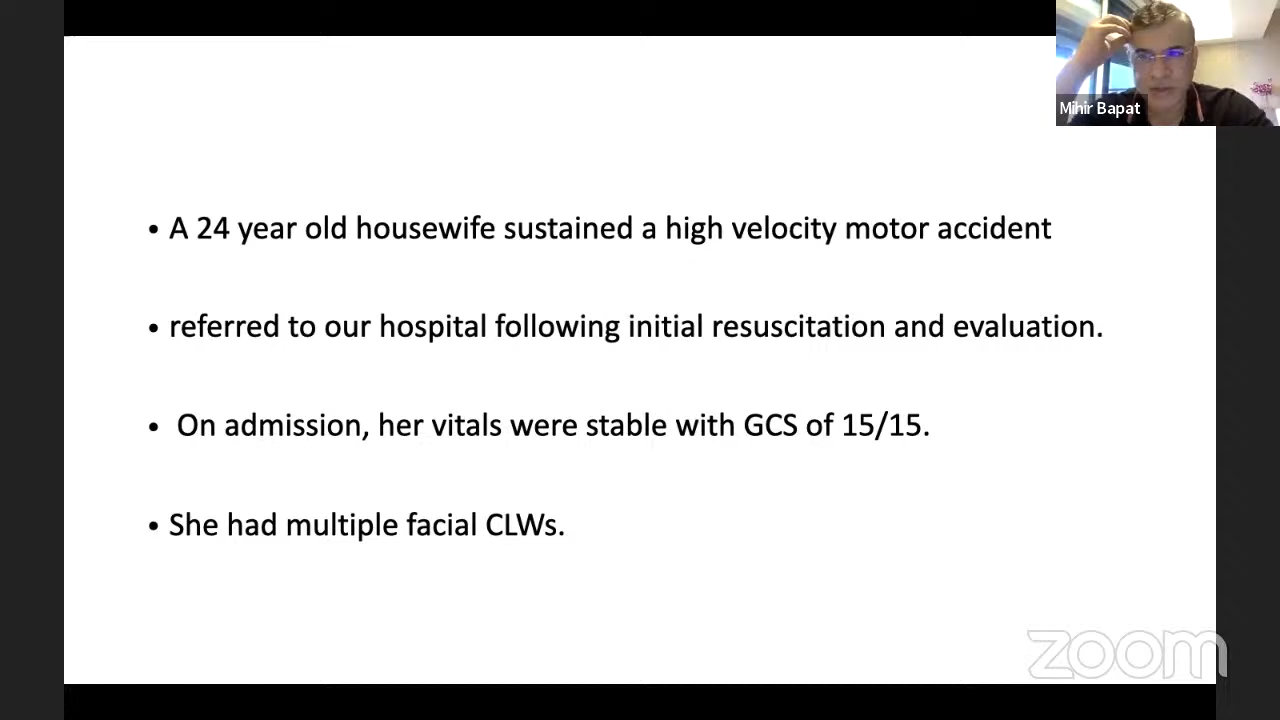 Mihir Bapat
• A 24 year old housewife sustained a high velocity motor accident
• referred to our hospital following initial resuscitation and evaluation.
• On admission, her vitals were stable with GCS of 15/15.
• She had multiple facial CLWs.
zoom